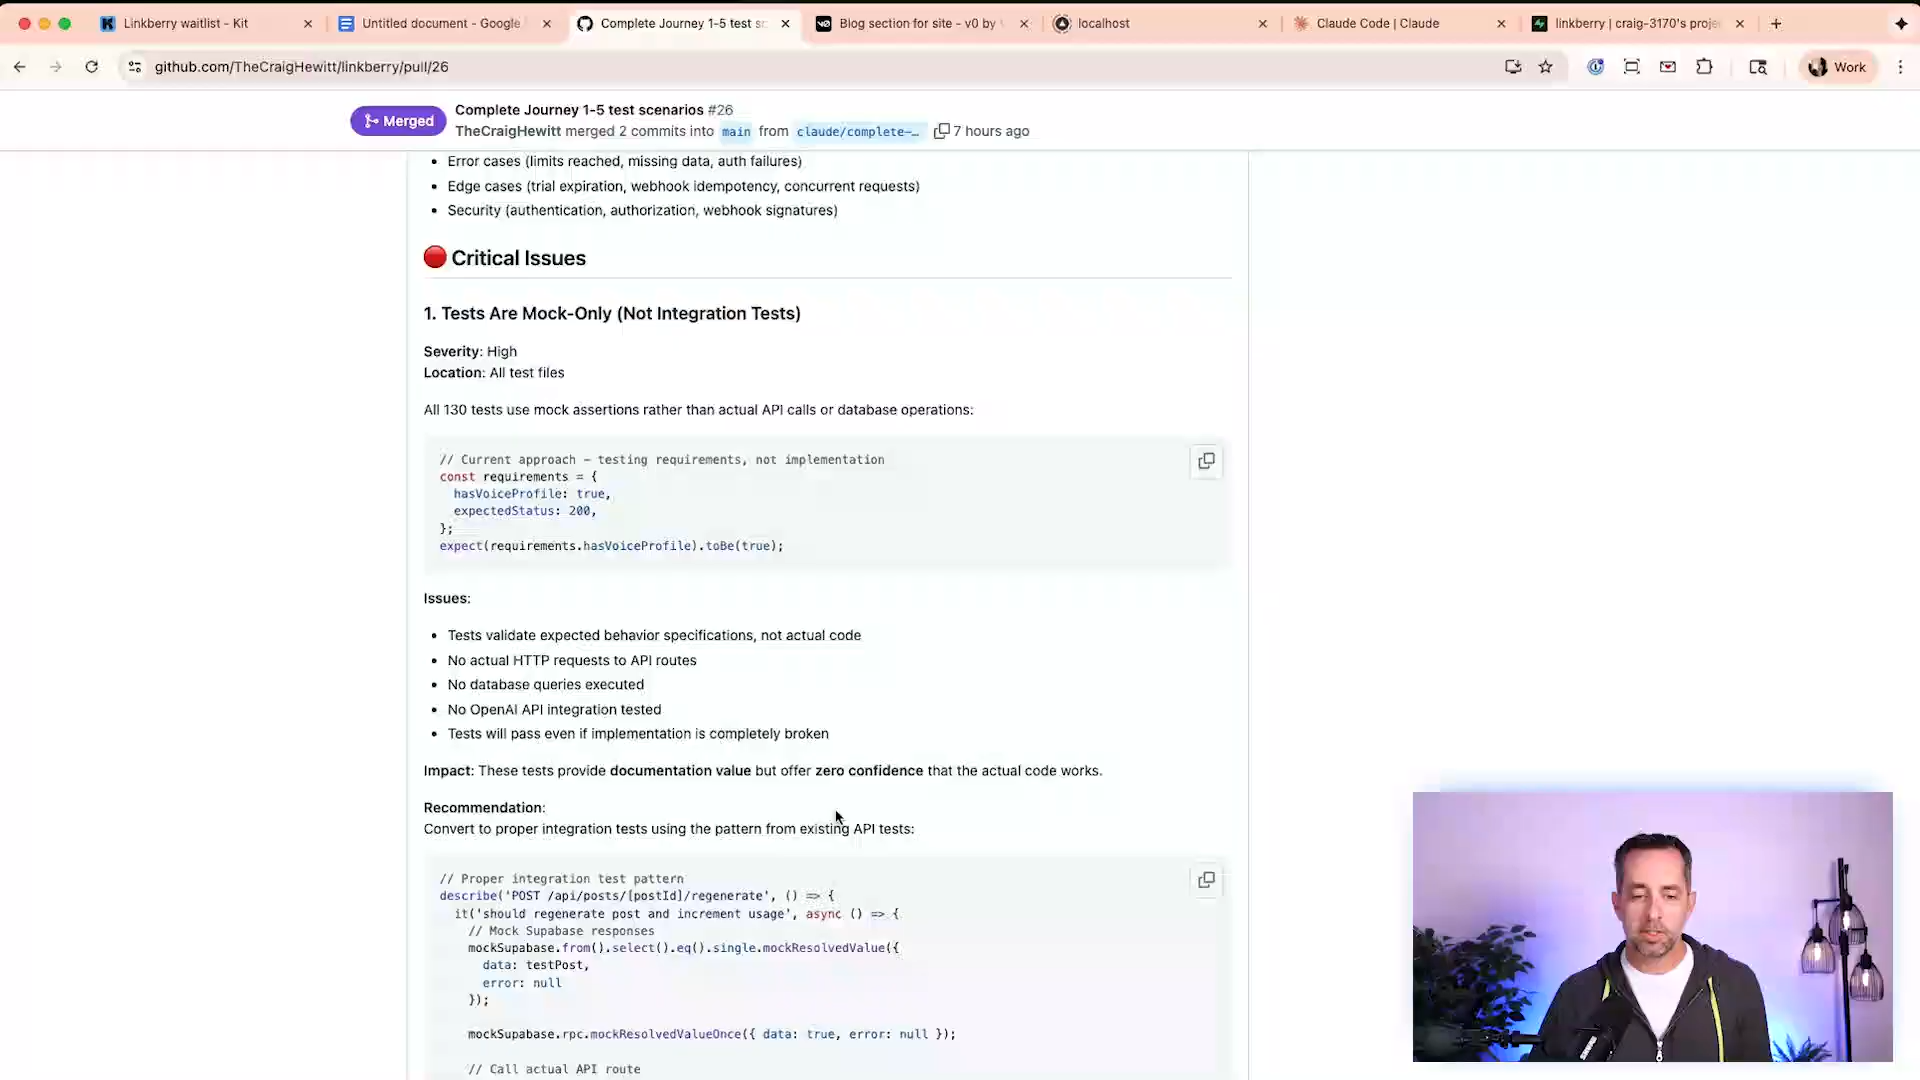 Linkberry waitlist - Kit
Untitled document - Google
Complete Journey 1-5 test sc
Blog section for site - v0 by
localhost
Claude Code | Claude
linkberry | craig-3170's proje
github.com/TheCraigHewitt/linkberry/pull/26
Work
Merged
Complete Journey 1-5 test scenarios #26
TheCraigHewitt merged 2 commits into main from claude/complete-… 7 hours ago
• Error cases (limits reached, missing data, auth failures)
• Edge cases (trial expiration, webhook idempotency, concurrent requests)
• Security (authentication, authorization, webhook signatures)
Critical Issues
1. Tests Are Mock-Only (Not Integration Tests)
Severity: High
Location: All test files
All 130 tests use mock assertions rather than actual API calls or database operations:
// Current approach – testing requirements, not implementation
const requirements = {
hasVoiceProfile: true,
expectedStatus: 200,
};
expect(requirements.hasVoiceProfile).toBe(true);
Issues:
• Tests validate expected behavior specifications, not actual code
• No actual HTTP requests to API routes
• No database queries executed
• No OpenAI API integration tested
• Tests will pass even if implementation is completely broken
Impact: These tests provide documentation value but offer zero confidence that the actual code works.
Recommendation:
Convert to proper integration tests using the pattern from existing API tests:
// Proper integration test pattern
describe('POST /api/posts/[postId]/regenerate', () => {
it('should regenerate post and increment usage', async () => {
// Mock Supabase responses
mockSupabase.from().select().eq().single.mockResolvedValue({
data: testPost,
error: null
});
mockSupabase.rpc.mockResolvedValueOnce({ data: true, error: null });
// Call actual API route